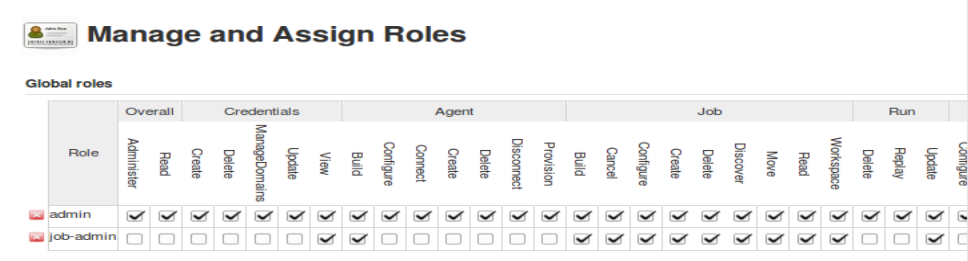 Manage and Assign Roles
Global roles
Overall Credentials Agent Job Run
Role Administer Read Create Delete ManageDomains Update View Build Configure Connect Create Delete Disconnect Provision Build Cancel Configure Create Delete Discover Move Read Workspace Delete Replay Update Configure
admin
job-admin